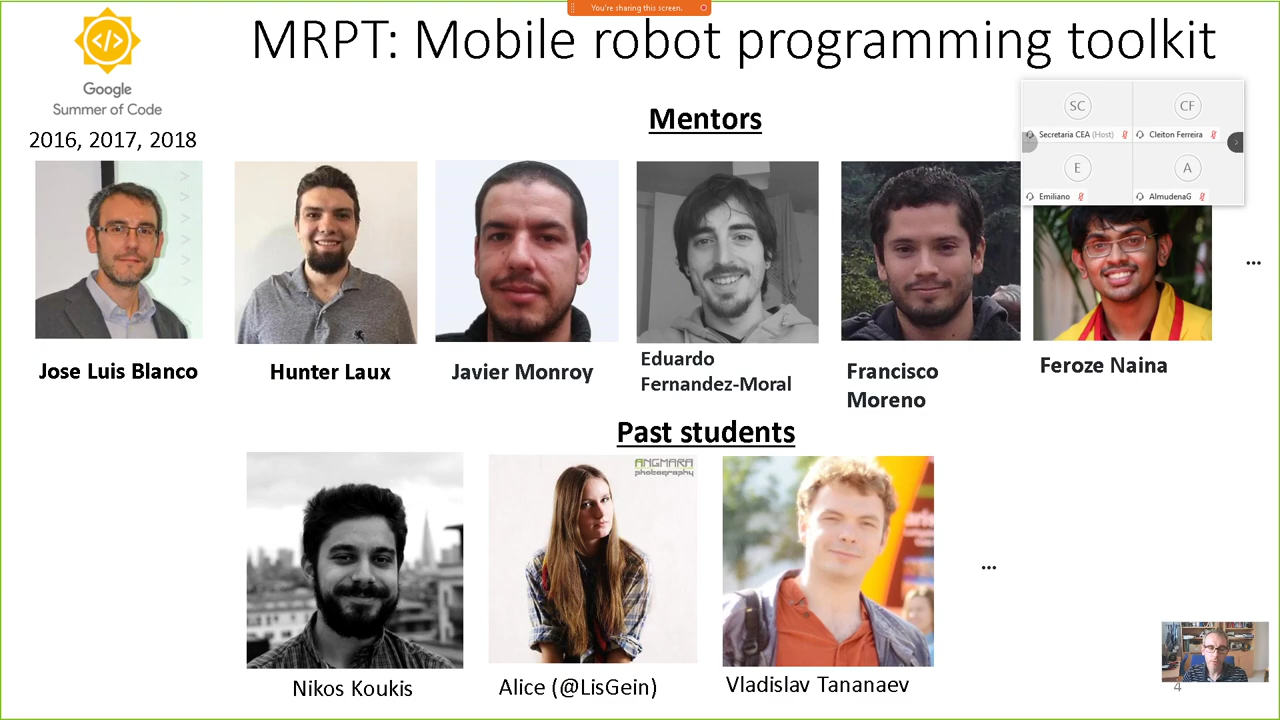 You're sharing this screen.
MRPT: Mobile robot programming toolkit
Google
Summer of Code
2016, 2017, 2018
Mentors
SC
CF
Secretaria CEA (Host)
Cleiton Ferreira
E
A
Emiliano
AlmudenaG
...
Jose Luis Blanco
Hunter Laux
Javier Monroy
Eduardo
Fernandez-Moral
Francisco
Moreno
Feroze Naina
Past students
ANGMARA
photography
...
Nikos Koukis
Alice (@LisGein)
Vladislav Tananaev
4